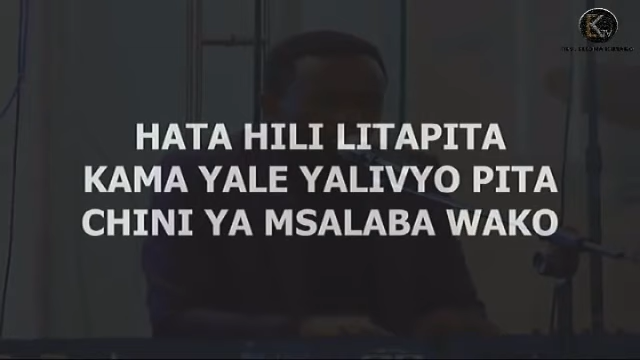 HATA HILI LITAPITA
KAMA YALE YALIVYO PITA
CHINI YA MSALABA WAKO